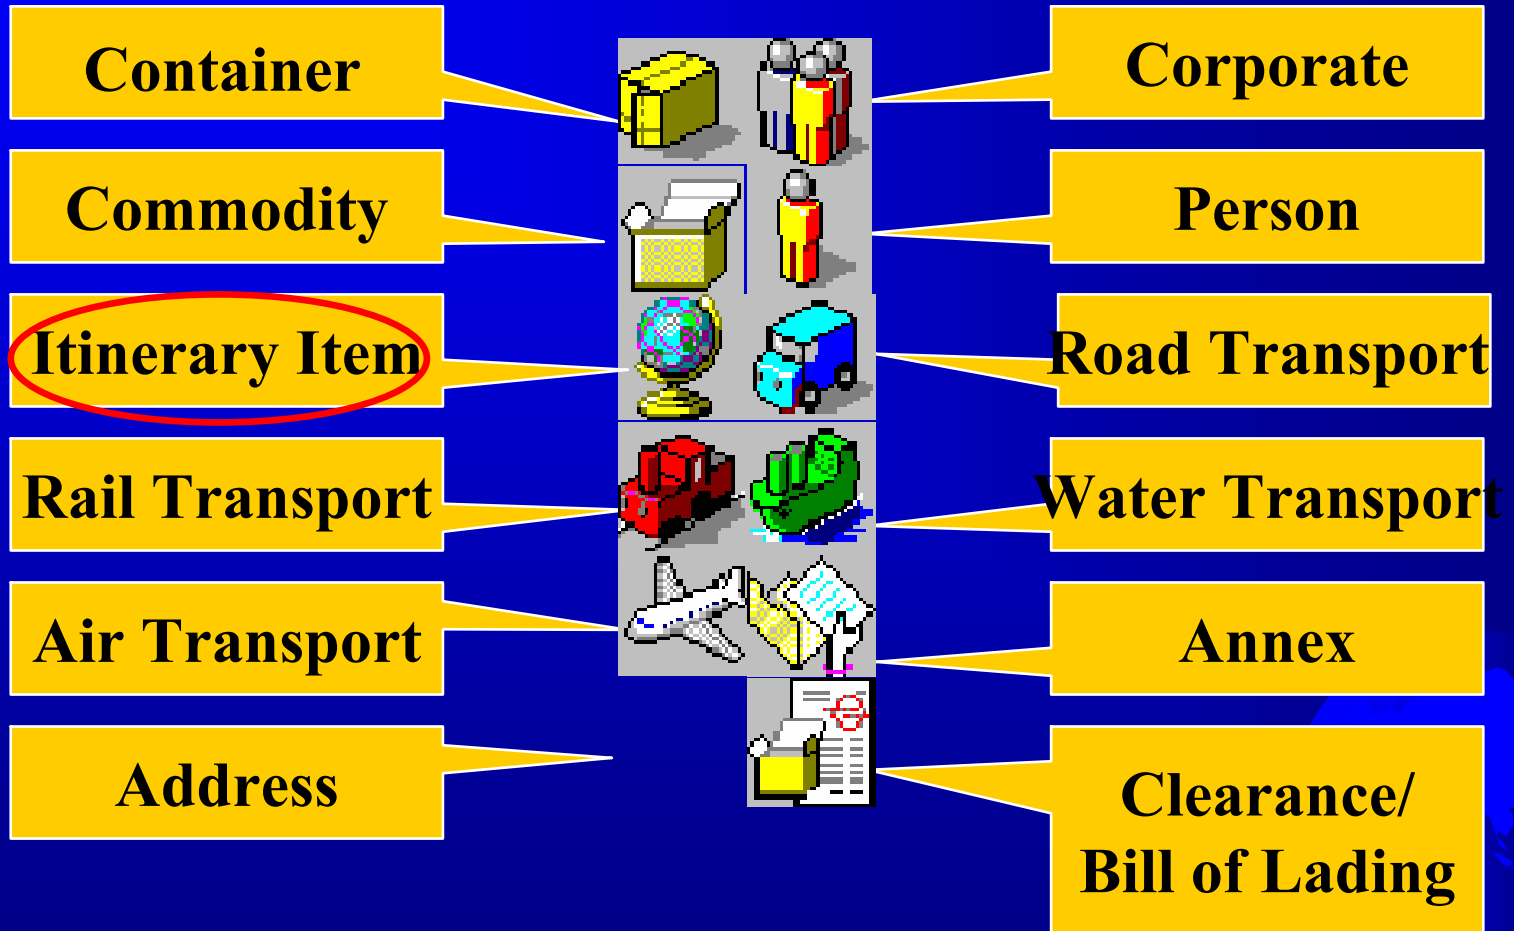 Container
Corporate
Commodity
Person
Itinerary Item
Road Transport
Rail Transport
Water Transport
Air Transport
Annex
Address
Clearance/
Bill of Lading